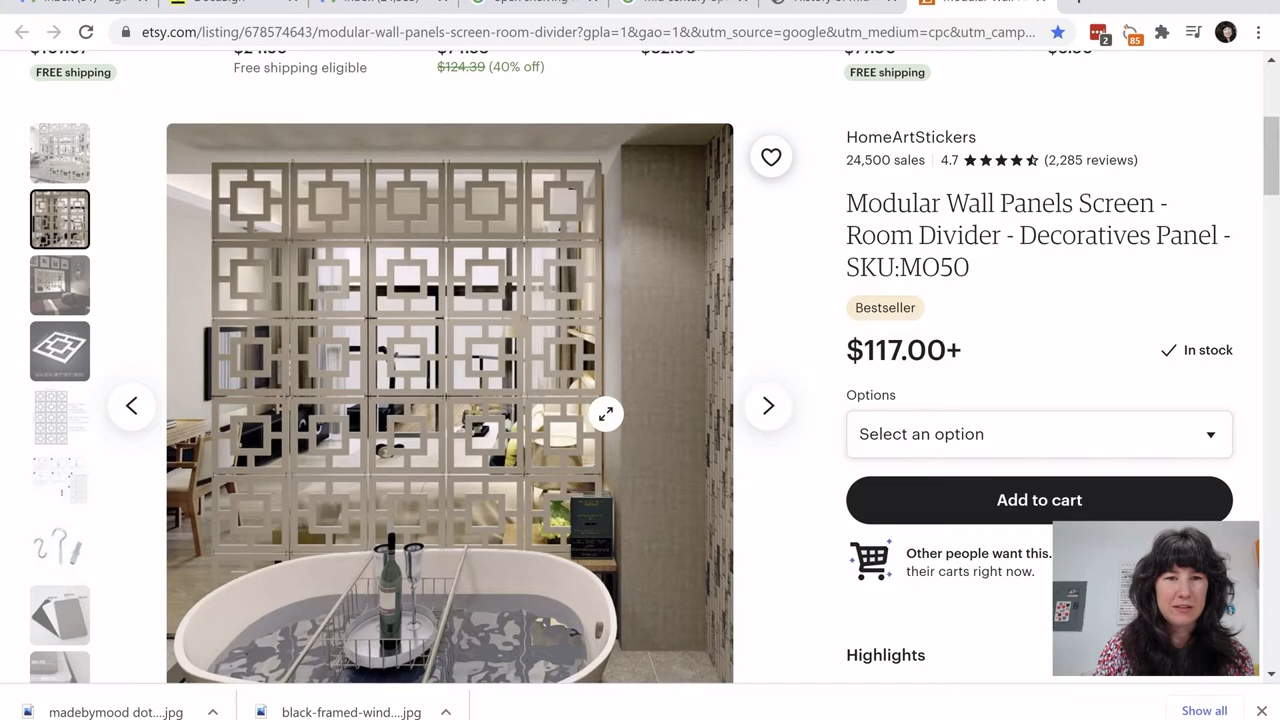 etsy.com/listing/678574643/modular-wall-panels-screen-room-divider?gpla=1&gao=1&&utm_source=google&utm_medium=cpc&utm_camp...
2
85
FREE shipping
Free shipping eligible
$124.39 (40% off)
FREE shipping
HomeArtStickers
24,500 sales
4.7
(2,285 reviews)
Modular Wall Panels Screen -
Room Divider - Decoratives Panel -
SKU:MO50
Bestseller
$117.00+
In stock
Options
Select an option
Add to cart
Other people want this.
their carts right now.
Highlights
madebymood dot....jpg
black-framed-wind....jpg
Show all